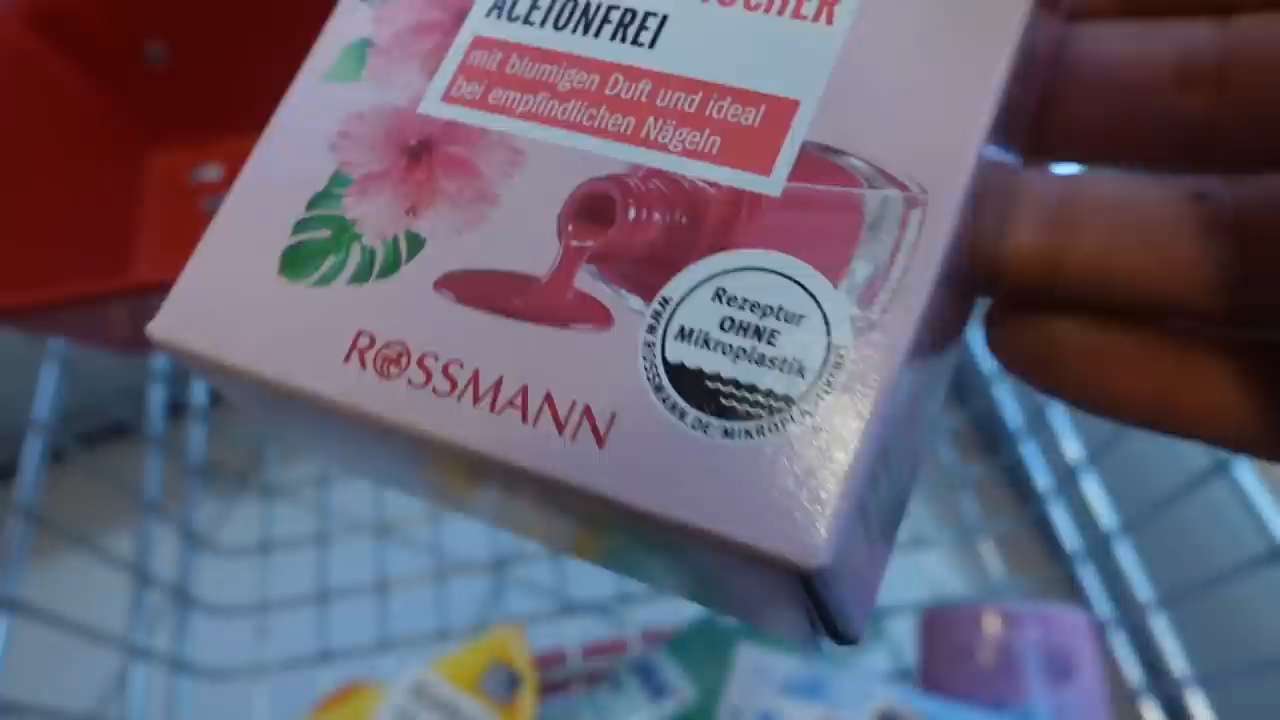 ACETONFREI
mit blumigen Duft und ideal
bei empfindlichen Nägeln
Rezeptur
OHNE
Mikroplastik
ROSSMANN